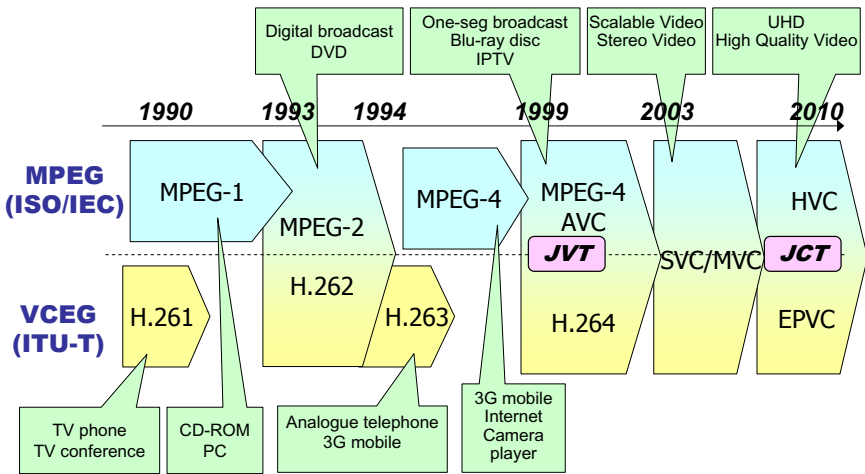 Digital broadcast
DVD
One-seg broadcast
Blu-ray disc
IPTV
Scalable Video
Stereo Video
UHD
High Quality Video
1990
1993
1994
1999
2003
2010
MPEG
(ISO/IEC)
MPEG-1
MPEG-2
MPEG-4
MPEG-4
AVC
HVC
JVT
SVC/MVC
JCT
VCEG
(ITU-T)
H.261
H.262
H.263
H.264
EPVC
TV phone
TV conference
CD-ROM
PC
Analogue telephone
3G mobile
3G mobile
Internet
Camera
player